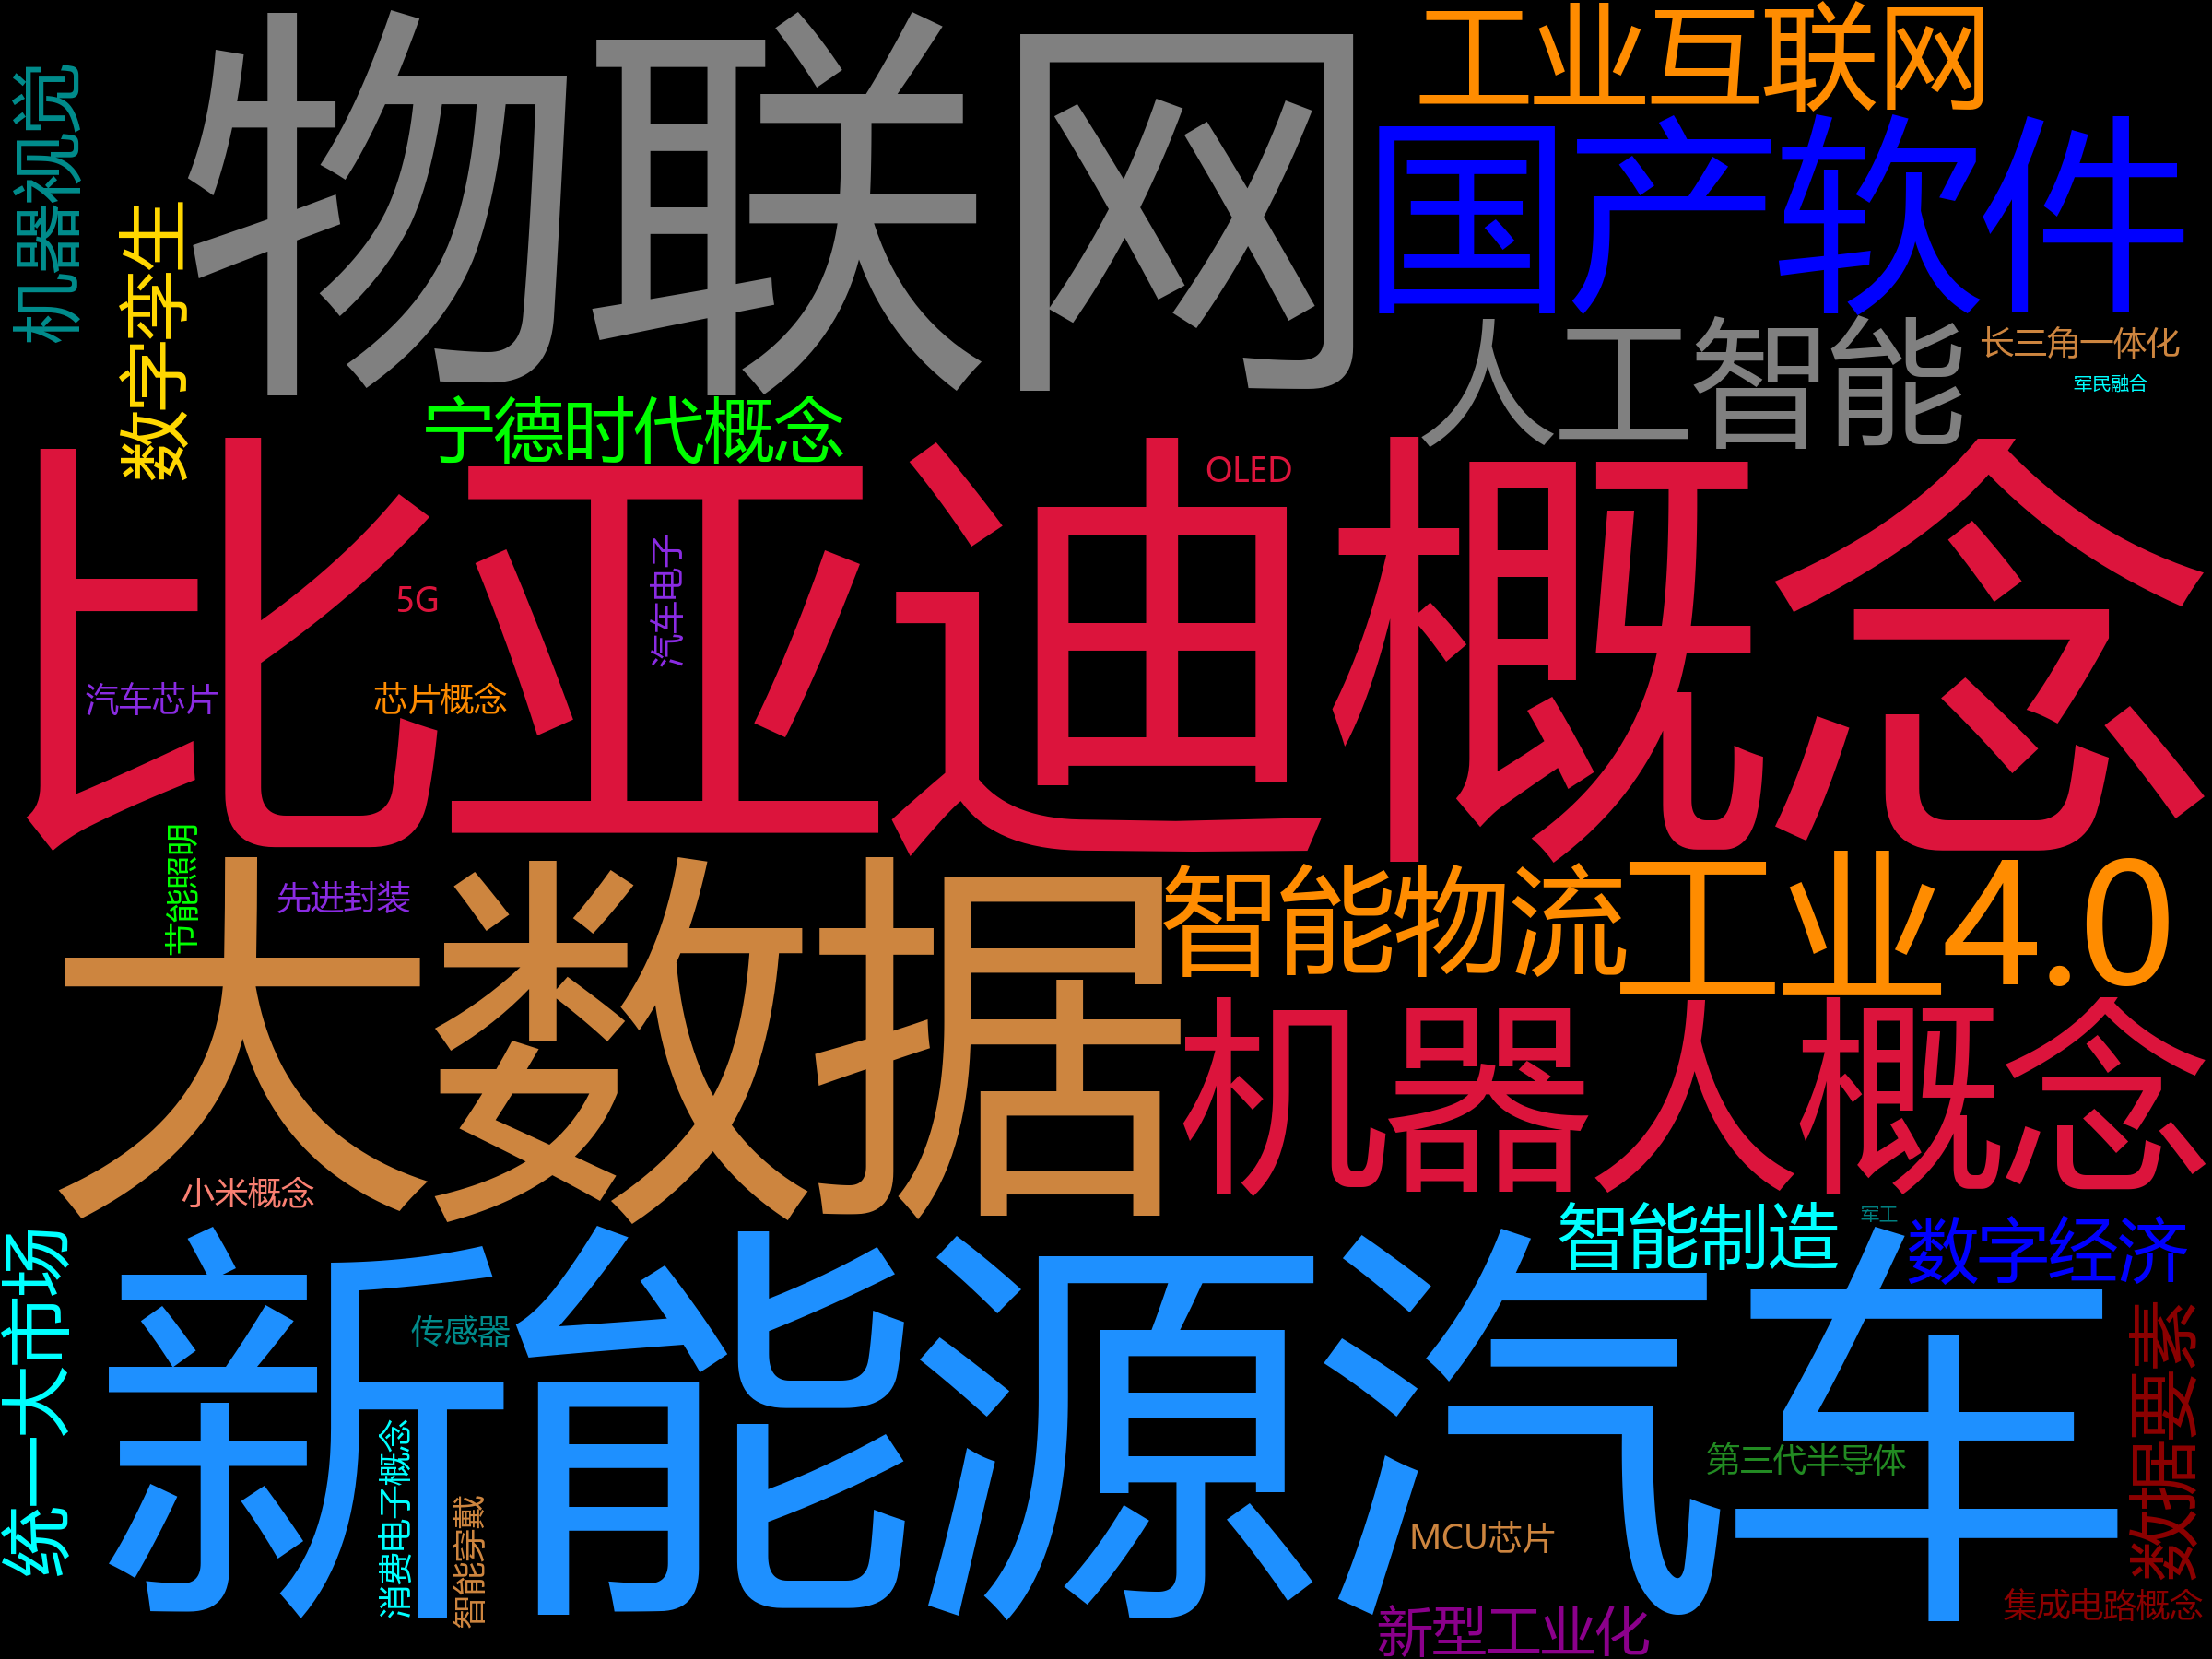 物联网
工业互联网
国产软件
机器视觉
数字孪生
人工智能
长三角一体化
军民融合
宁德时代概念
OLED
比亚迪概念
5G
汽车电子
汽车芯片
芯片概念
节能照明
先进封装
大数据
智能物流
工业4.0
机器人概念
小米概念
智能制造
军工
数字经济
统一大市场
新能源汽车
传感器
数据要素
消费电子概念
智能穿戴
第三代半导体
MCU芯片
集成电路概念
新型工业化